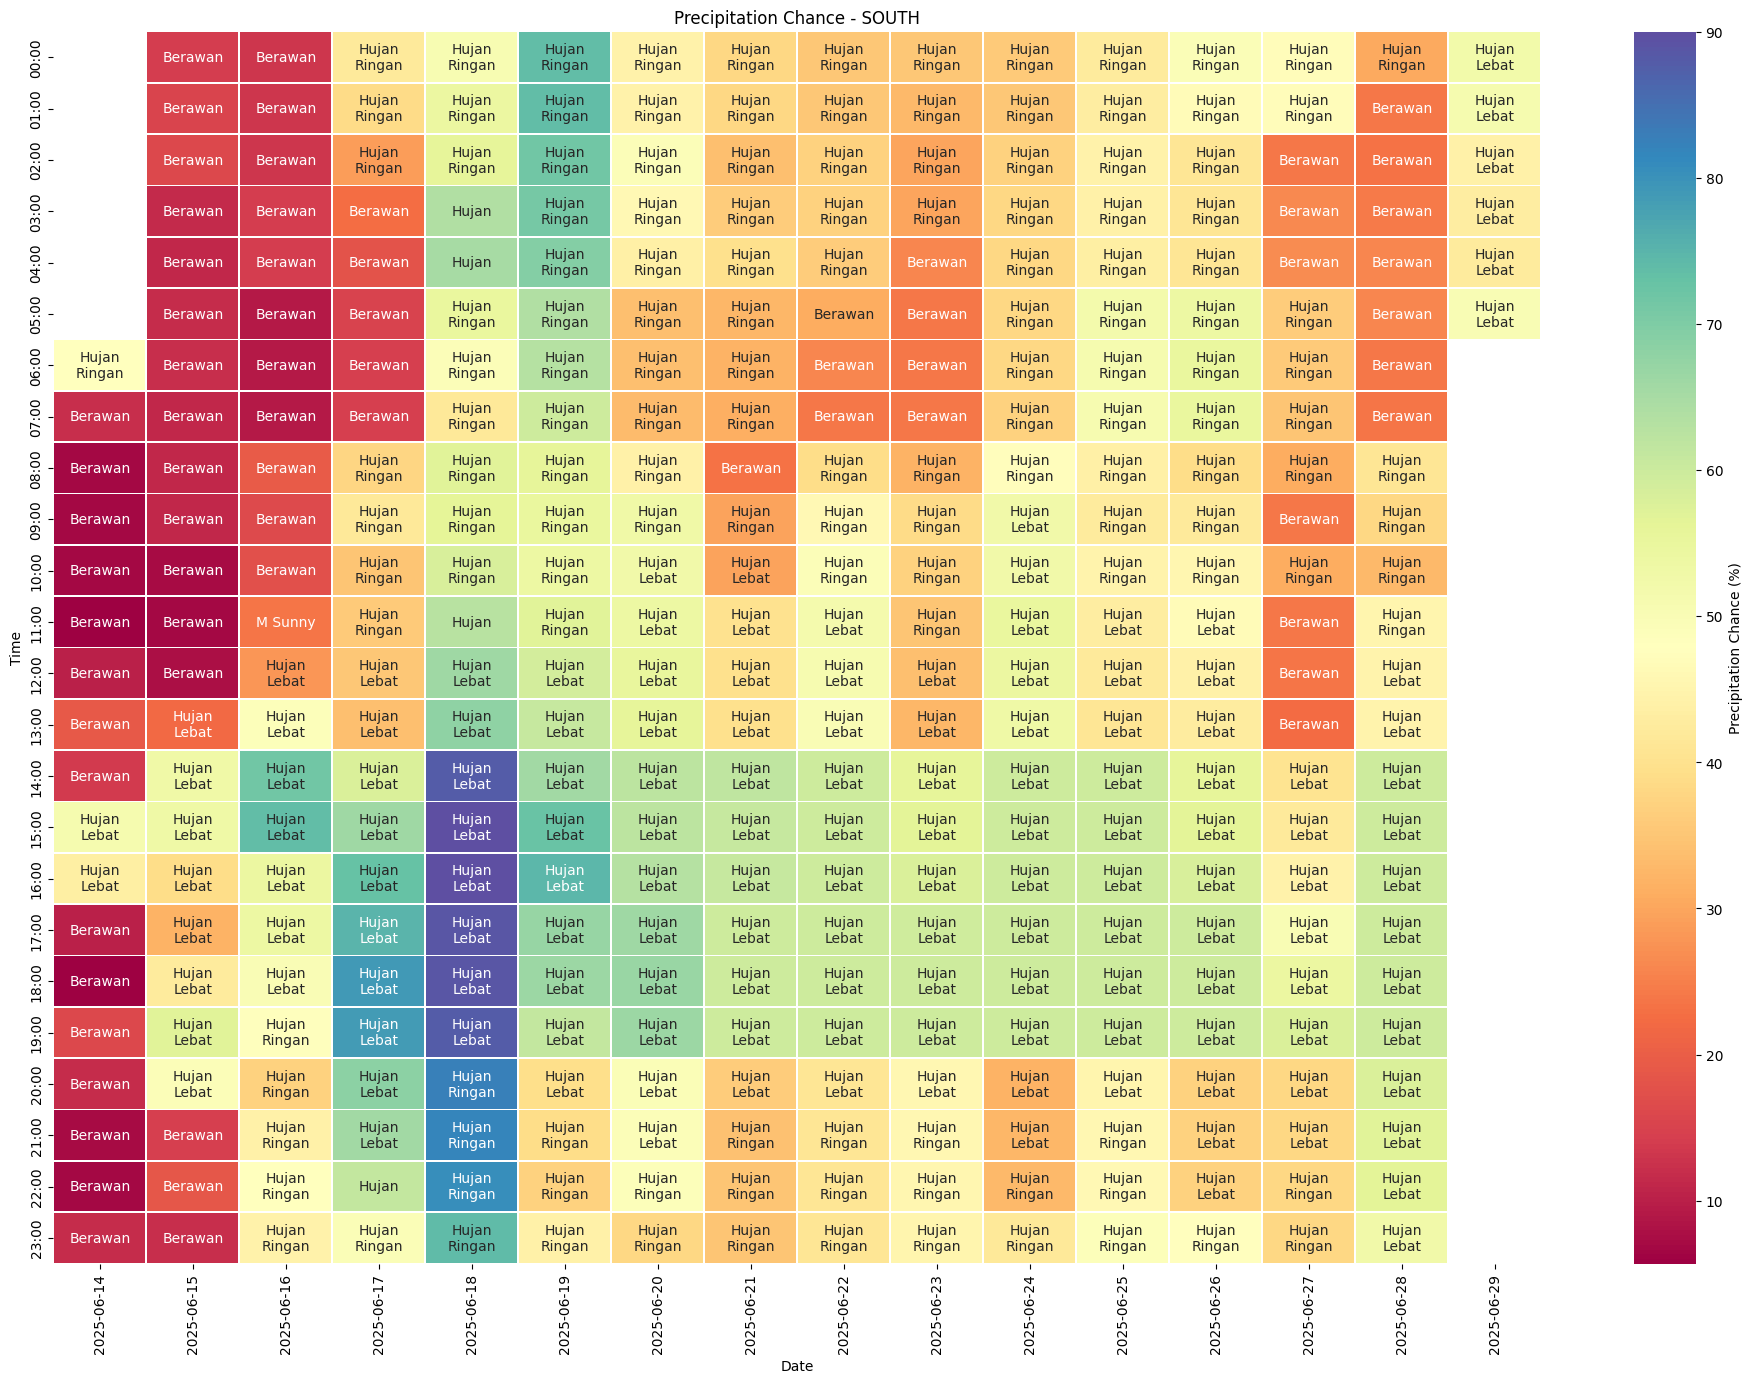 Precipitation Chance - SOUTH
00:00 Berawan Berawan Hujan Ringan Hujan Ringan Hujan Ringan Hujan Ringan Hujan Ringan Hujan Ringan Hujan Ringan Hujan Ringan Hujan Ringan Hujan Ringan Hujan Ringan Hujan Ringan Hujan Lebat
01:00 Berawan Berawan Hujan Ringan Hujan Ringan Hujan Ringan Hujan Ringan Hujan Ringan Hujan Ringan Hujan Ringan Hujan Ringan Hujan Ringan Hujan Ringan Hujan Ringan Berawan Hujan Lebat
02:00 Berawan Berawan Hujan Ringan Hujan Ringan Hujan Ringan Hujan Ringan Hujan Ringan Hujan Ringan Hujan Ringan Hujan Ringan Hujan Ringan Hujan Ringan Berawan Berawan Hujan Lebat
03:00 Berawan Berawan Berawan Hujan Hujan Ringan Hujan Ringan Hujan Ringan Hujan Ringan Hujan Ringan Hujan Ringan Hujan Ringan Hujan Ringan Berawan Berawan Hujan Lebat
04:00 Berawan Berawan Berawan Hujan Hujan Ringan Hujan Ringan Hujan Ringan Hujan Ringan Berawan Hujan Ringan Hujan Ringan Hujan Ringan Berawan Berawan Hujan Lebat
05:00 Berawan Berawan Berawan Hujan Ringan Hujan Ringan Hujan Ringan Hujan Ringan Berawan Berawan Hujan Ringan Hujan Ringan Hujan Ringan Hujan Ringan Berawan Hujan Lebat
06:00 Hujan Ringan Berawan Berawan Berawan Hujan Ringan Hujan Ringan Hujan Ringan Hujan Ringan Berawan Berawan Hujan Ringan Hujan Ringan Hujan Ringan Hujan Ringan Berawan
07:00 Berawan Berawan Berawan Berawan Hujan Ringan Hujan Ringan Hujan Ringan Hujan Ringan Berawan Berawan Hujan Ringan Hujan Ringan Hujan Ringan Hujan Ringan Berawan
08:00 Berawan Berawan Berawan Hujan Ringan Hujan Ringan Hujan Ringan Hujan Ringan Berawan Hujan Ringan Hujan Ringan Hujan Ringan Hujan Ringan Hujan Ringan Hujan Ringan Hujan Ringan
09:00 Berawan Berawan Berawan Hujan Ringan Hujan Ringan Hujan Ringan Hujan Ringan Hujan Ringan Hujan Ringan Hujan Ringan Hujan Lebat Hujan Ringan Hujan Ringan Berawan Hujan Ringan
10:00 Berawan Berawan Berawan Hujan Ringan Hujan Ringan Hujan Ringan Hujan Lebat Hujan Lebat Hujan Ringan Hujan Ringan Hujan Lebat Hujan Ringan Hujan Ringan Hujan Ringan Hujan Ringan
11:00 Berawan Berawan M Sunny Hujan Ringan Hujan Hujan Ringan Hujan Lebat Hujan Lebat Hujan Lebat Hujan Ringan Hujan Lebat Hujan Lebat Hujan Lebat Berawan Hujan Ringan
12:00 Berawan Berawan Hujan Lebat Hujan Lebat Hujan Lebat Hujan Lebat Hujan Lebat Hujan Lebat Hujan Lebat Hujan Lebat Hujan Lebat Hujan Lebat Hujan Lebat Berawan Hujan Lebat
13:00 Berawan Hujan Lebat Hujan Lebat Hujan Lebat Hujan Lebat Hujan Lebat Hujan Lebat Hujan Lebat Hujan Lebat Hujan Lebat Hujan Lebat Hujan Lebat Hujan Lebat Berawan Hujan Lebat
14:00 Berawan Hujan Lebat Hujan Lebat Hujan Lebat Hujan Lebat Hujan Lebat Hujan Lebat Hujan Lebat Hujan Lebat Hujan Lebat Hujan Lebat Hujan Lebat Hujan Lebat Hujan Lebat Hujan Lebat
15:00 Hujan Lebat Hujan Lebat Hujan Lebat Hujan Lebat Hujan Lebat Hujan Lebat Hujan Lebat Hujan Lebat Hujan Lebat Hujan Lebat Hujan Lebat Hujan Lebat Hujan Lebat Hujan Lebat Hujan Lebat
16:00 Hujan Lebat Hujan Lebat Hujan Lebat Hujan Lebat Hujan Lebat Hujan Lebat Hujan Lebat Hujan Lebat Hujan Lebat Hujan Lebat Hujan Lebat Hujan Lebat Hujan Lebat Hujan Lebat Hujan Lebat
17:00 Berawan Hujan Lebat Hujan Lebat Hujan Lebat Hujan Lebat Hujan Lebat Hujan Lebat Hujan Lebat Hujan Lebat Hujan Lebat Hujan Lebat Hujan Lebat Hujan Lebat Hujan Lebat Hujan Lebat
18:00 Berawan Hujan Lebat Hujan Lebat Hujan Lebat Hujan Lebat Hujan Lebat Hujan Lebat Hujan Lebat Hujan Lebat Hujan Lebat Hujan Lebat Hujan Lebat Hujan Lebat Hujan Lebat Hujan Lebat
19:00 Berawan Hujan Lebat Hujan Ringan Hujan Lebat Hujan Lebat Hujan Lebat Hujan Lebat Hujan Lebat Hujan Lebat Hujan Lebat Hujan Lebat Hujan Lebat Hujan Lebat Hujan Lebat Hujan Lebat
20:00 Berawan Hujan Lebat Hujan Ringan Hujan Lebat Hujan Ringan Hujan Lebat Hujan Lebat Hujan Lebat Hujan Lebat Hujan Lebat Hujan Lebat Hujan Lebat Hujan Lebat Hujan Lebat Hujan Lebat
21:00 Berawan Berawan Hujan Ringan Hujan Lebat Hujan Ringan Hujan Ringan Hujan Lebat Hujan Ringan Hujan Ringan Hujan Ringan Hujan Lebat Hujan Ringan Hujan Lebat Hujan Lebat Hujan Lebat
22:00 Berawan Berawan Hujan Ringan Hujan Hujan Ringan Hujan Ringan Hujan Ringan Hujan Ringan Hujan Ringan Hujan Ringan Hujan Ringan Hujan Ringan Hujan Lebat Hujan Ringan Hujan Lebat
23:00 Berawan Berawan Hujan Ringan Hujan Ringan Hujan Ringan Hujan Ringan Hujan Ringan Hujan Ringan Hujan Ringan Hujan Ringan Hujan Ringan Hujan Ringan Hujan Ringan Hujan Ringan Hujan Lebat
Time
2025-06-14
2025-06-15
2025-06-16
2025-06-17
2025-06-18
2025-06-19
2025-06-20
2025-06-21
2025-06-22
2025-06-23
2025-06-24
2025-06-25
2025-06-26
2025-06-27
2025-06-28
2025-06-29
Date
90
80
70
60
50
40
30
20
10
Precipitation Chance (%)